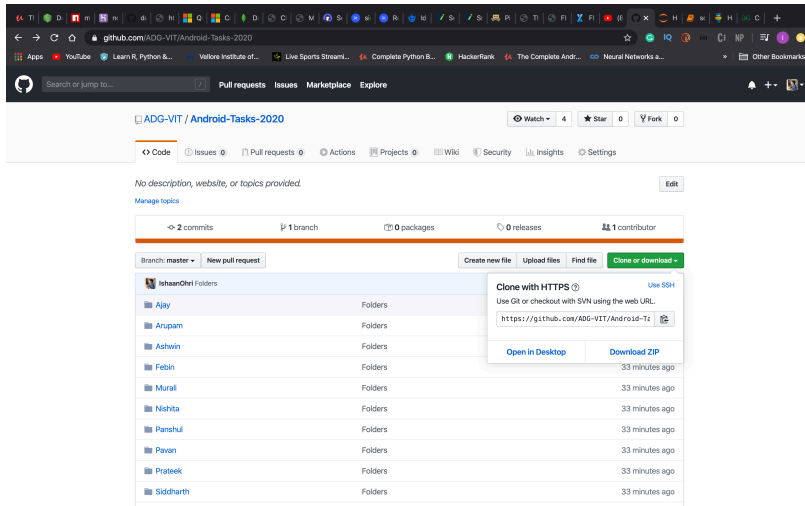 github.com/ADG-VIT/Android-Tasks-2020
Apps YouTube Learn R, Python &... Vellore Institute of... Live Sports Streami... Complete Python B... HackerRank The Complete Andr... Neural Networks a... » Other Bookmarks
Search or jump to... / Pull requests Issues Marketplace Explore
ADG-VIT / Android-Tasks-2020 Watch 4 Star 0 Fork 0
Code Issues 0 Pull requests 0 Actions Projects 0 Wiki Security Insights Settings
No description, website, or topics provided. Edit
Manage topics
2 commits 1 branch 0 packages 0 releases 1 contributor
Branch: master New pull request Create new file Upload files Find file Clone or download
IshaanOhri Folders
Clone with HTTPS Use SSH
Use Git or checkout with SVN using the web URL.
https://github.com/ADG-VIT/Android-Ta
Open in Desktop Download ZIP
Ajay Folders
Arupam Folders
Ashwin Folders
Febin Folders 33 minutes ago
Murali Folders 33 minutes ago
Nishita Folders 33 minutes ago
Panshul Folders 33 minutes ago
Pavan Folders 33 minutes ago
Prateek Folders 33 minutes ago
Siddharth Folders 33 minutes ago